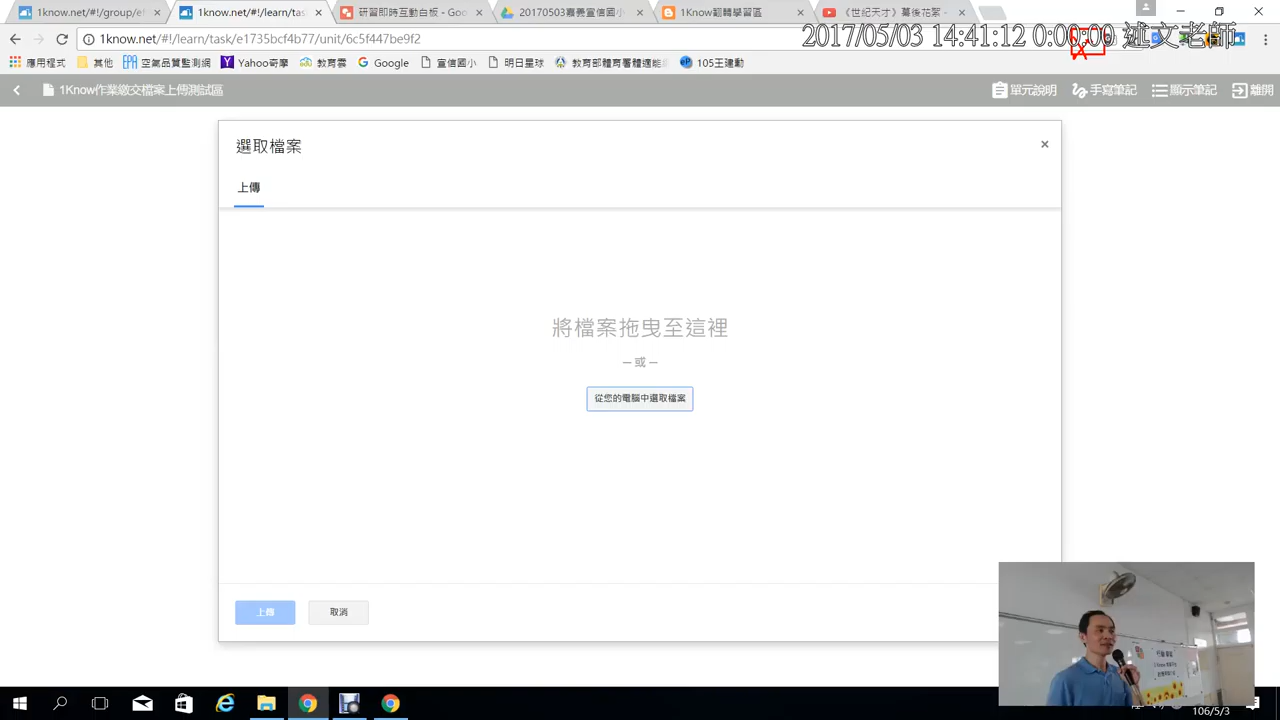 1know.net/#!/group/e!
1know.net/#!/learn/tas
研習即時互動白板 - Goo
20170503嘉義宣信國
1Know翻轉學習區
《世紀天才》幕後花絮 -
1know.net/#!/learn/task/e1735bcf4b77/unit/6c5f447be9f2
2017/05/03 14:41:12 0:00:00 述文老師
應用程式
其他
空氣品質監測網
Yahoo奇摩
教育雲
Google
宣信國小
明日星球
教育部體育署體適能
105王建動
1Know作業繳交檔案上傳測試區
單元說明
手寫筆記
顯示筆記
離開
選取檔案
×
上傳
將檔案拖曳至這裡
– 或 –
從您的電腦中選取檔案
上傳
取消
106/5/3